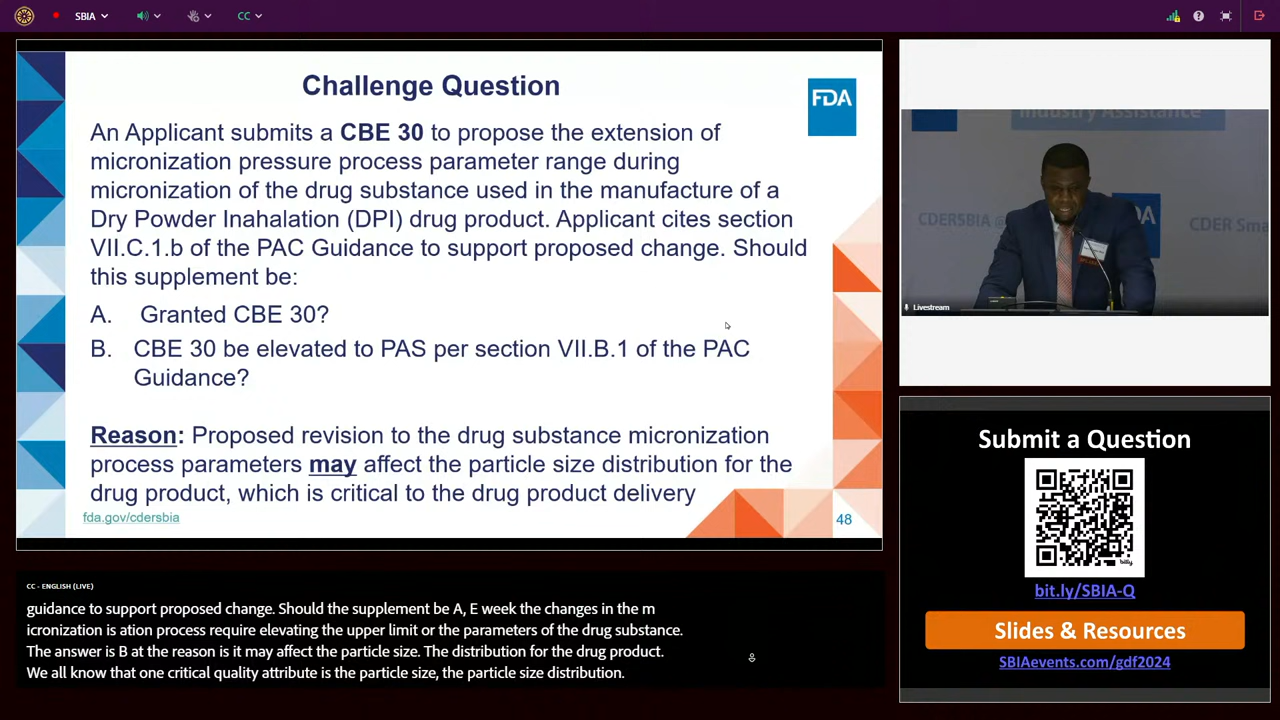 SBIA
CC
Challenge Question
FDA
An Applicant submits a CBE 30 to propose the extension of
micronization pressure process parameter range during
micronization of the drug substance used in the manufacture of a
Dry Powder Inahalation (DPI) drug product. Applicant cites section
VII.C.1.b of the PAC Guidance to support proposed change. Should
this supplement be:
A. Granted CBE 30?
B. CBE 30 be elevated to PAS per section VII.B.1 of the PAC
Guidance?
Reason: Proposed revision to the drug substance micronization
process parameters may affect the particle size distribution for the
drug product, which is critical to the drug product delivery
fda.gov/cdersbia
48
CC - ENGLISH (LIVE)
guidance to support proposed change. Should the supplement be A, E week the changes in the m
icronization is ation process require elevating the upper limit or the parameters of the drug substance.
The answer is B at the reason is it may affect the particle size. The distribution for the drug product.
We all know that one critical quality attribute is the particle size, the particle size distribution.
Industry Assistance
CDERSBIA @
DA
CDER Sma
Livestream
Submit a Question
bitly
bit.ly/SBIA-Q
Slides & Resources
SBIAevents.com/gdf2024